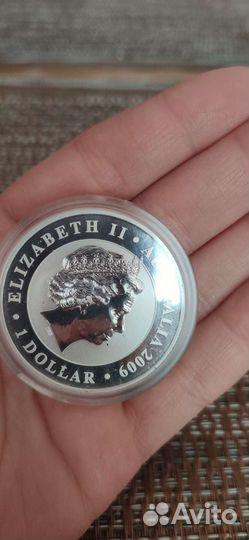 ELIZABETH II • AUSTRALIA 2009 • 1 DOLLAR •
Avito